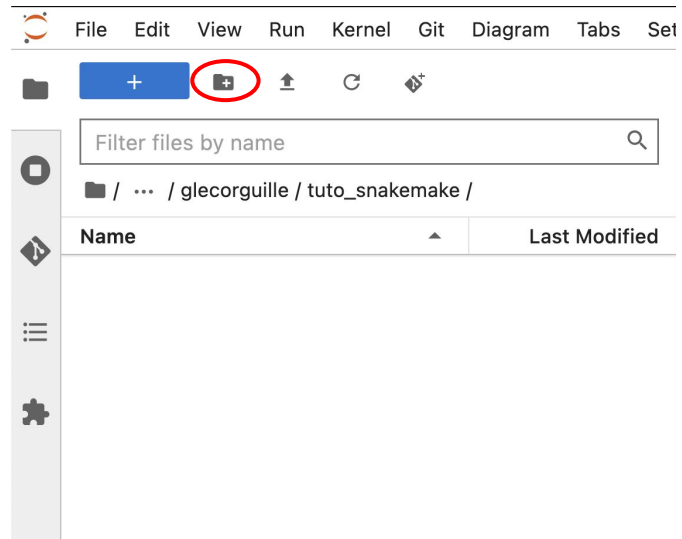 File Edit View Run Kernel Git Diagram Tabs Set
+
Filter files by name
/ ··· / glecorguille / tuto_snakemake /
Name Last Modified